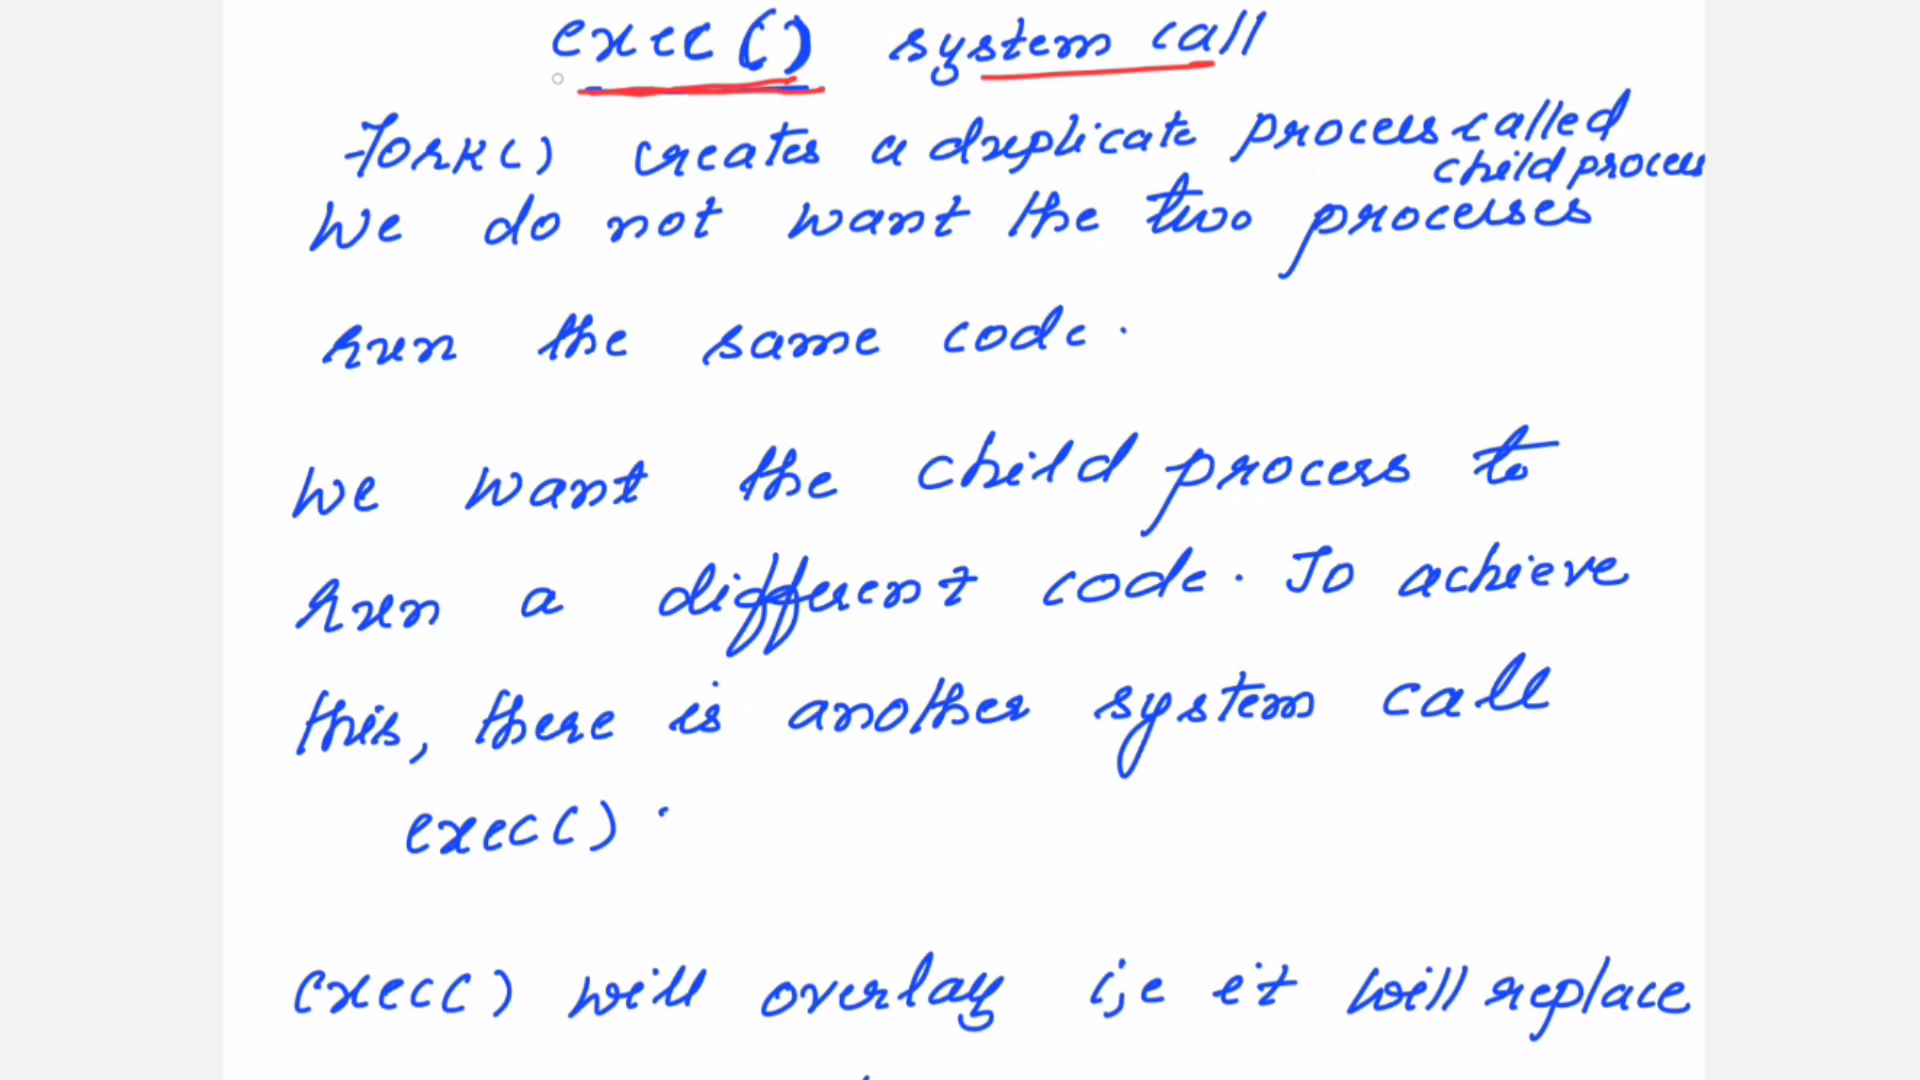 exec() system call
fork() creates a duplicate process called
child process
We do not want the two processes
run the same code.
We want the child process to
run a different code. To achieve
this, there is another system call
exec().
exec() will overlay i,e it will replace